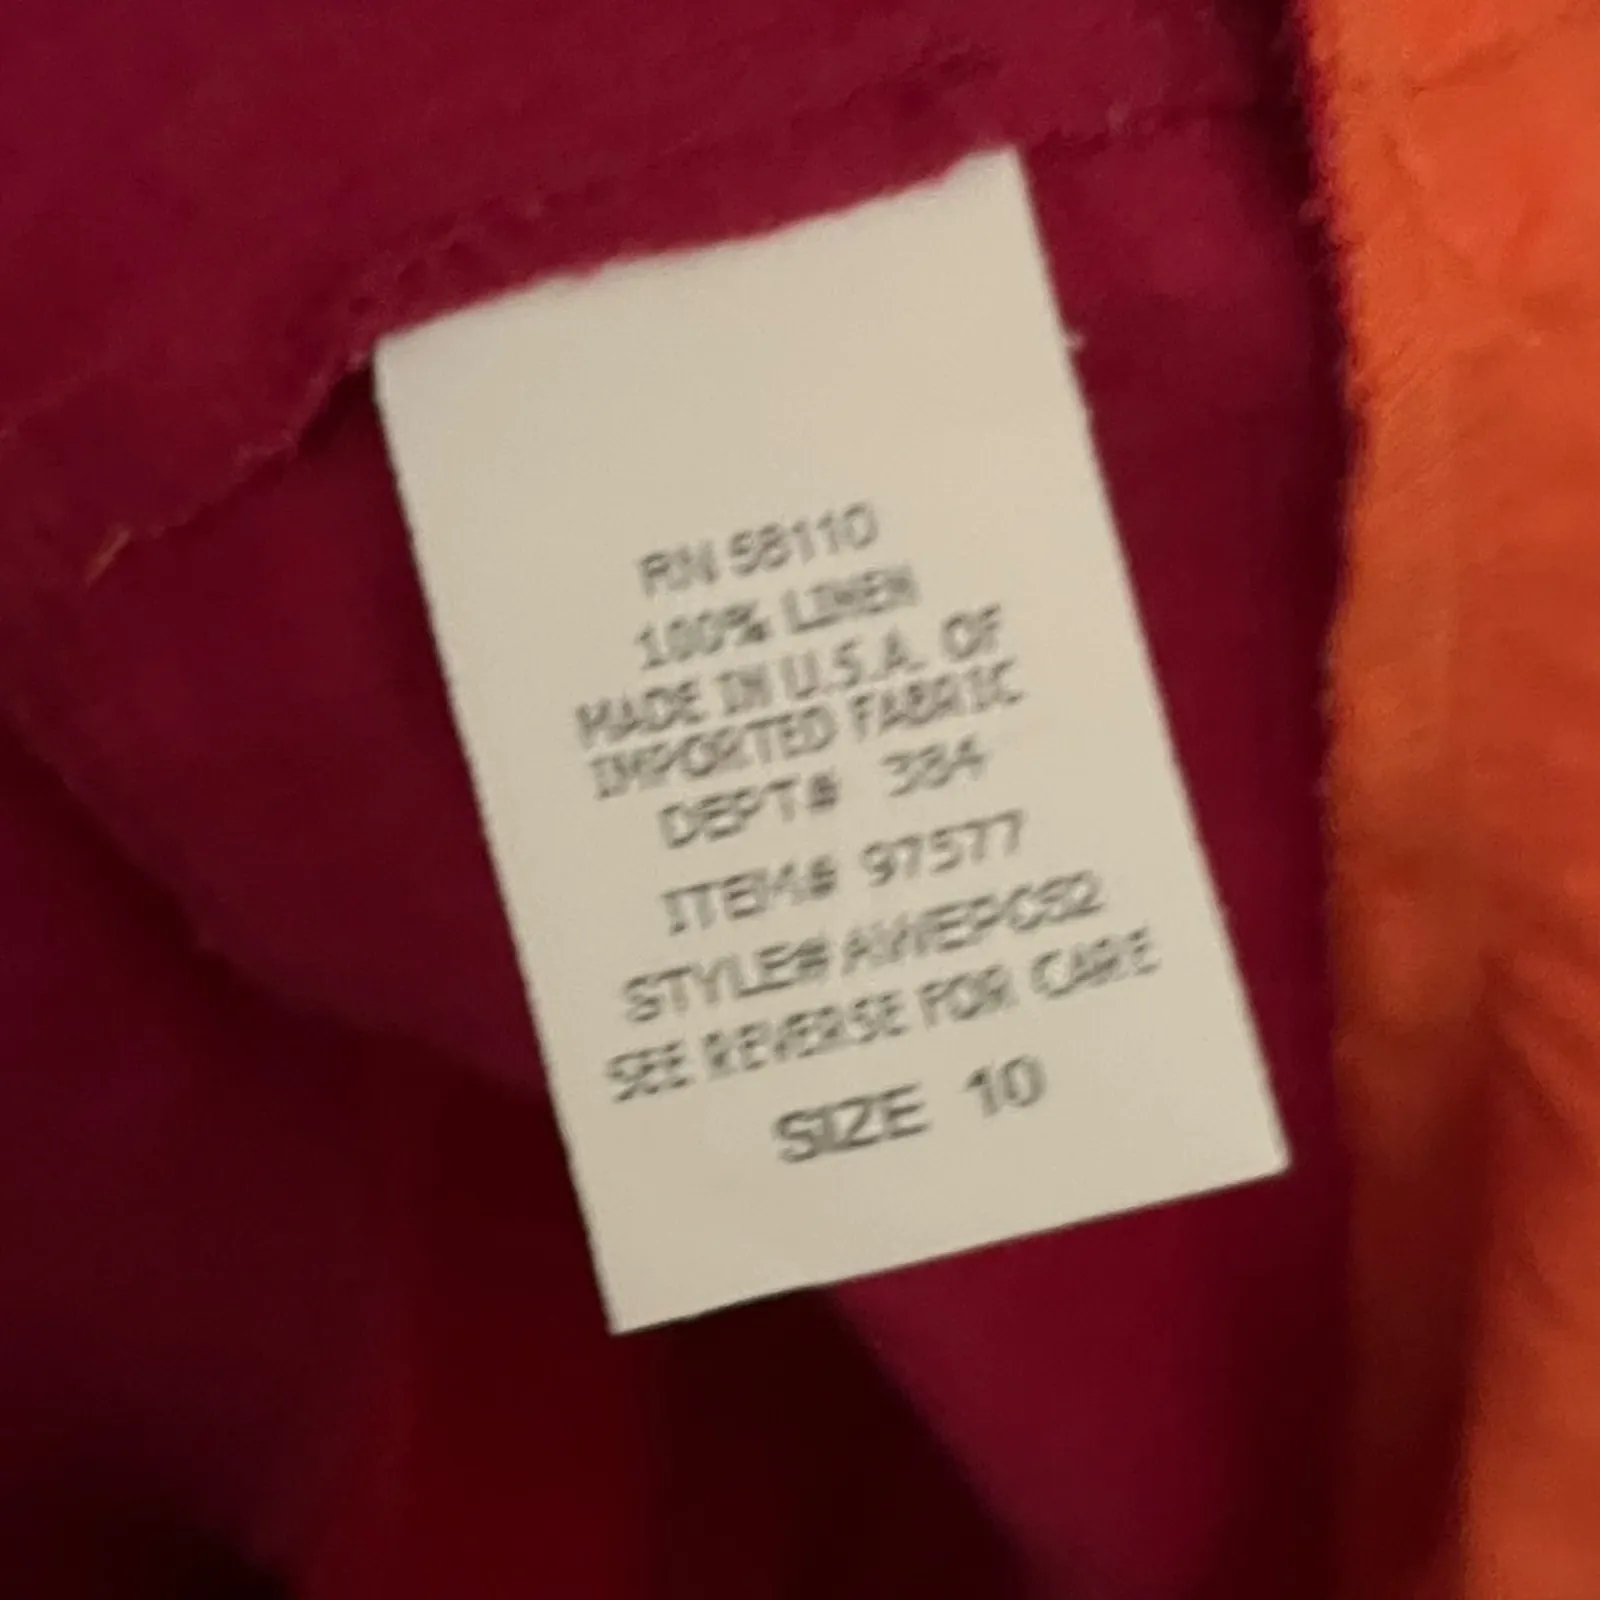 RN 58110
100% LINEN
MADE IN U.S.A. OF
IMPORTED FABRIC
DEPT# 384
ITEM# 97577
STYLE#
SEE REVERSE FOR CARE
SIZE 10